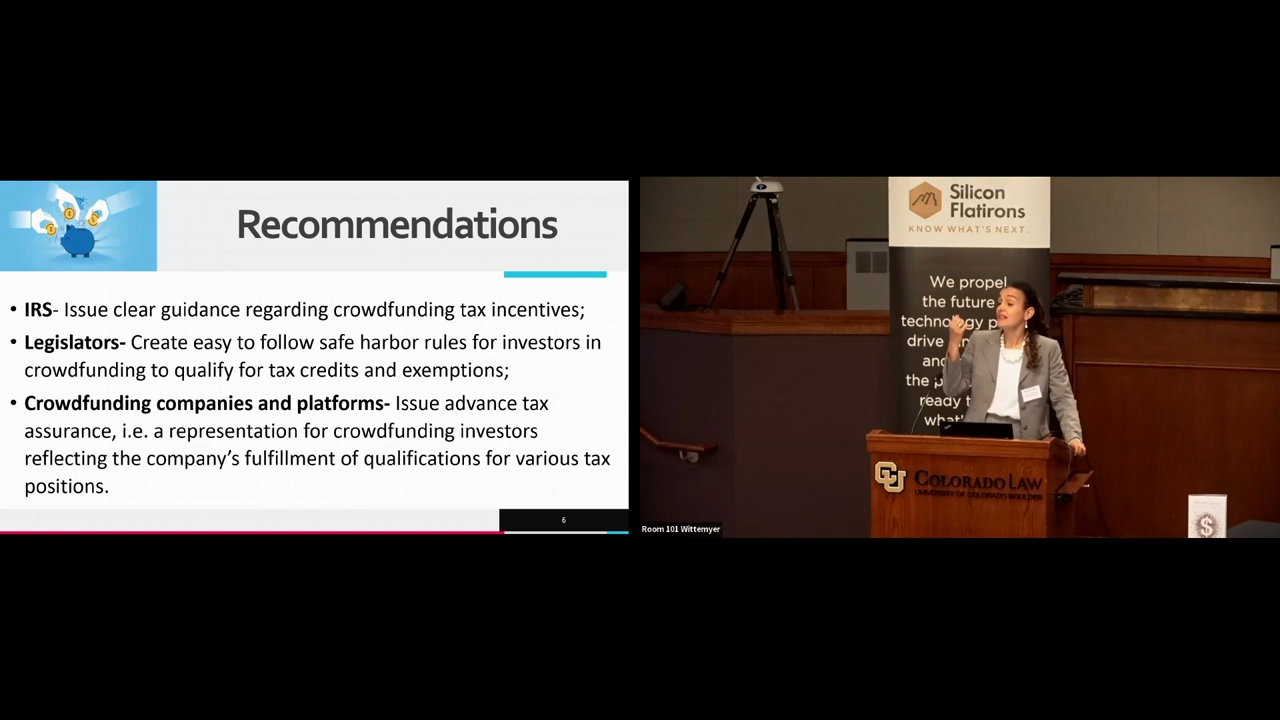 Recommendations
• IRS- Issue clear guidance regarding crowdfunding tax incentives;
• Legislators- Create easy to follow safe harbor rules for investors in
crowdfunding to qualify for tax credits and exemptions;
• Crowdfunding companies and platforms- Issue advance tax
assurance, i.e. a representation for crowdfunding investors
reflecting the company's fulfillment of qualifications for various tax
positions.
6
Silicon
Flatirons
KNOW WHAT'S NEXT.
We propel
the future
technology p
drive
and
the
ready t
what'
CU
COLORADO LAW
UNIVERSITY OF COLORADO BOULDER
$
Room 101 Wittemyer